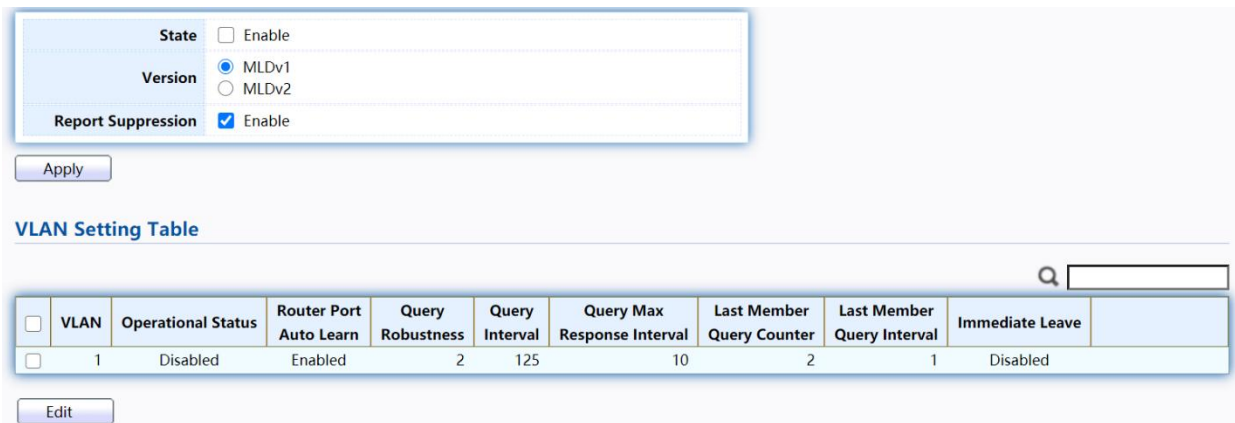 State Enable
Version MLDv1
MLDv2
Report Suppression Enable
Apply
VLAN Setting Table
VLAN Operational Status Router Port Auto Learn Query Robustness Query Interval Query Max Response Interval Last Member Query Counter Last Member Query Interval Immediate Leave
1 Disabled Enabled 2 125 10 2 1 Disabled
Edit